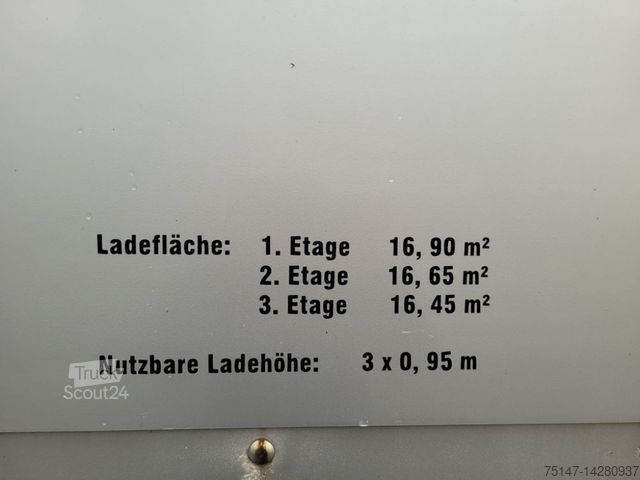 Ladefläche: 1. Etage 16, 90 m²
2. Etage 16, 65 m²
3. Etage 16, 45 m²
Nutzbare Ladehöhe: 3 x 0, 95 m
Truck
Scout24
75147-14280937